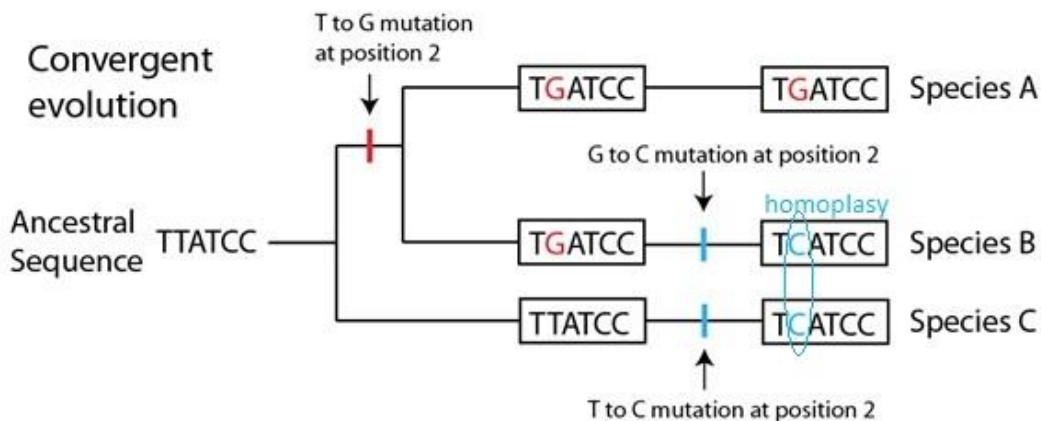 Convergent
evolution
T to G mutation
at position 2
TGATCC
TGATCC
Species A
G to C mutation at position 2
homoplasy
Ancestral
Sequence
TTATCC
TGATCC
TCATCC
Species B
TTATCC
TCATCC
Species C
T to C mutation at position 2